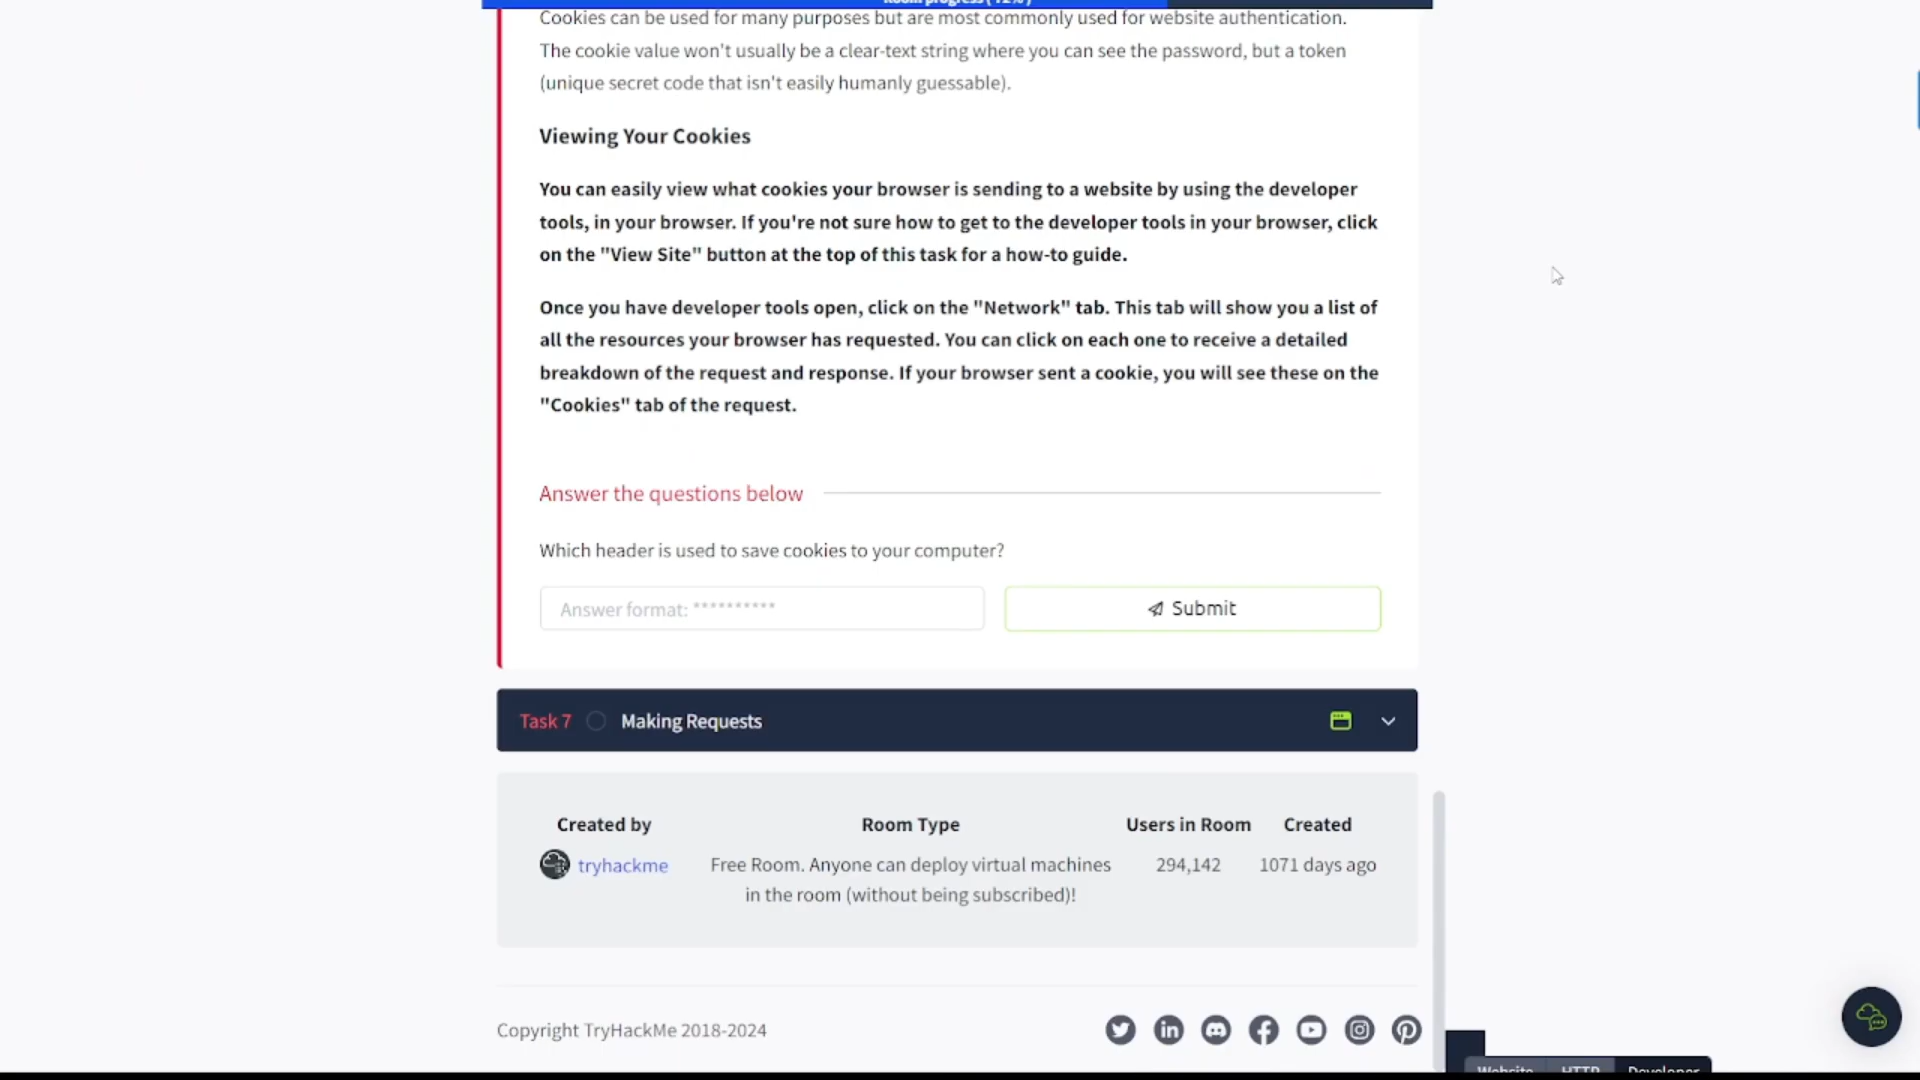 Room progress ( 72% )
Cookies can be used for many purposes but are most commonly used for website authentication.
The cookie value won't usually be a clear-text string where you can see the password, but a token
(unique secret code that isn't easily humanly guessable).
Viewing Your Cookies
You can easily view what cookies your browser is sending to a website by using the developer
tools, in your browser. If you're not sure how to get to the developer tools in your browser, click
on the "View Site" button at the top of this task for a how-to guide.
Once you have developer tools open, click on the "Network" tab. This tab will show you a list of
all the resources your browser has requested. You can click on each one to receive a detailed
breakdown of the request and response. If your browser sent a cookie, you will see these on the
"Cookies" tab of the request.
Answer the questions below
Which header is used to save cookies to your computer?
Answer format: **********
Submit
Task 7 Making Requests
Created by Room Type Users in Room Created
tryhackme Free Room. Anyone can deploy virtual machines 294,142 1071 days ago
in the room (without being subscribed)!
Copyright TryHackMe 2018-2024
Website HTTP Developer